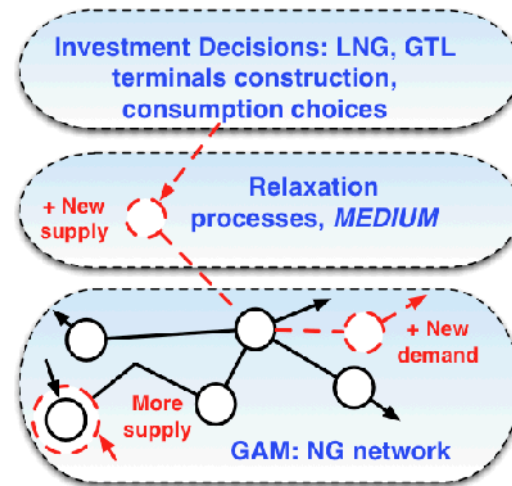 Investment Decisions: LNG, GTL
terminals construction,
consumption choices
Relaxation
processes, MEDIUM
+ New
supply
+ New
demand
More
supply
GAM: NG network